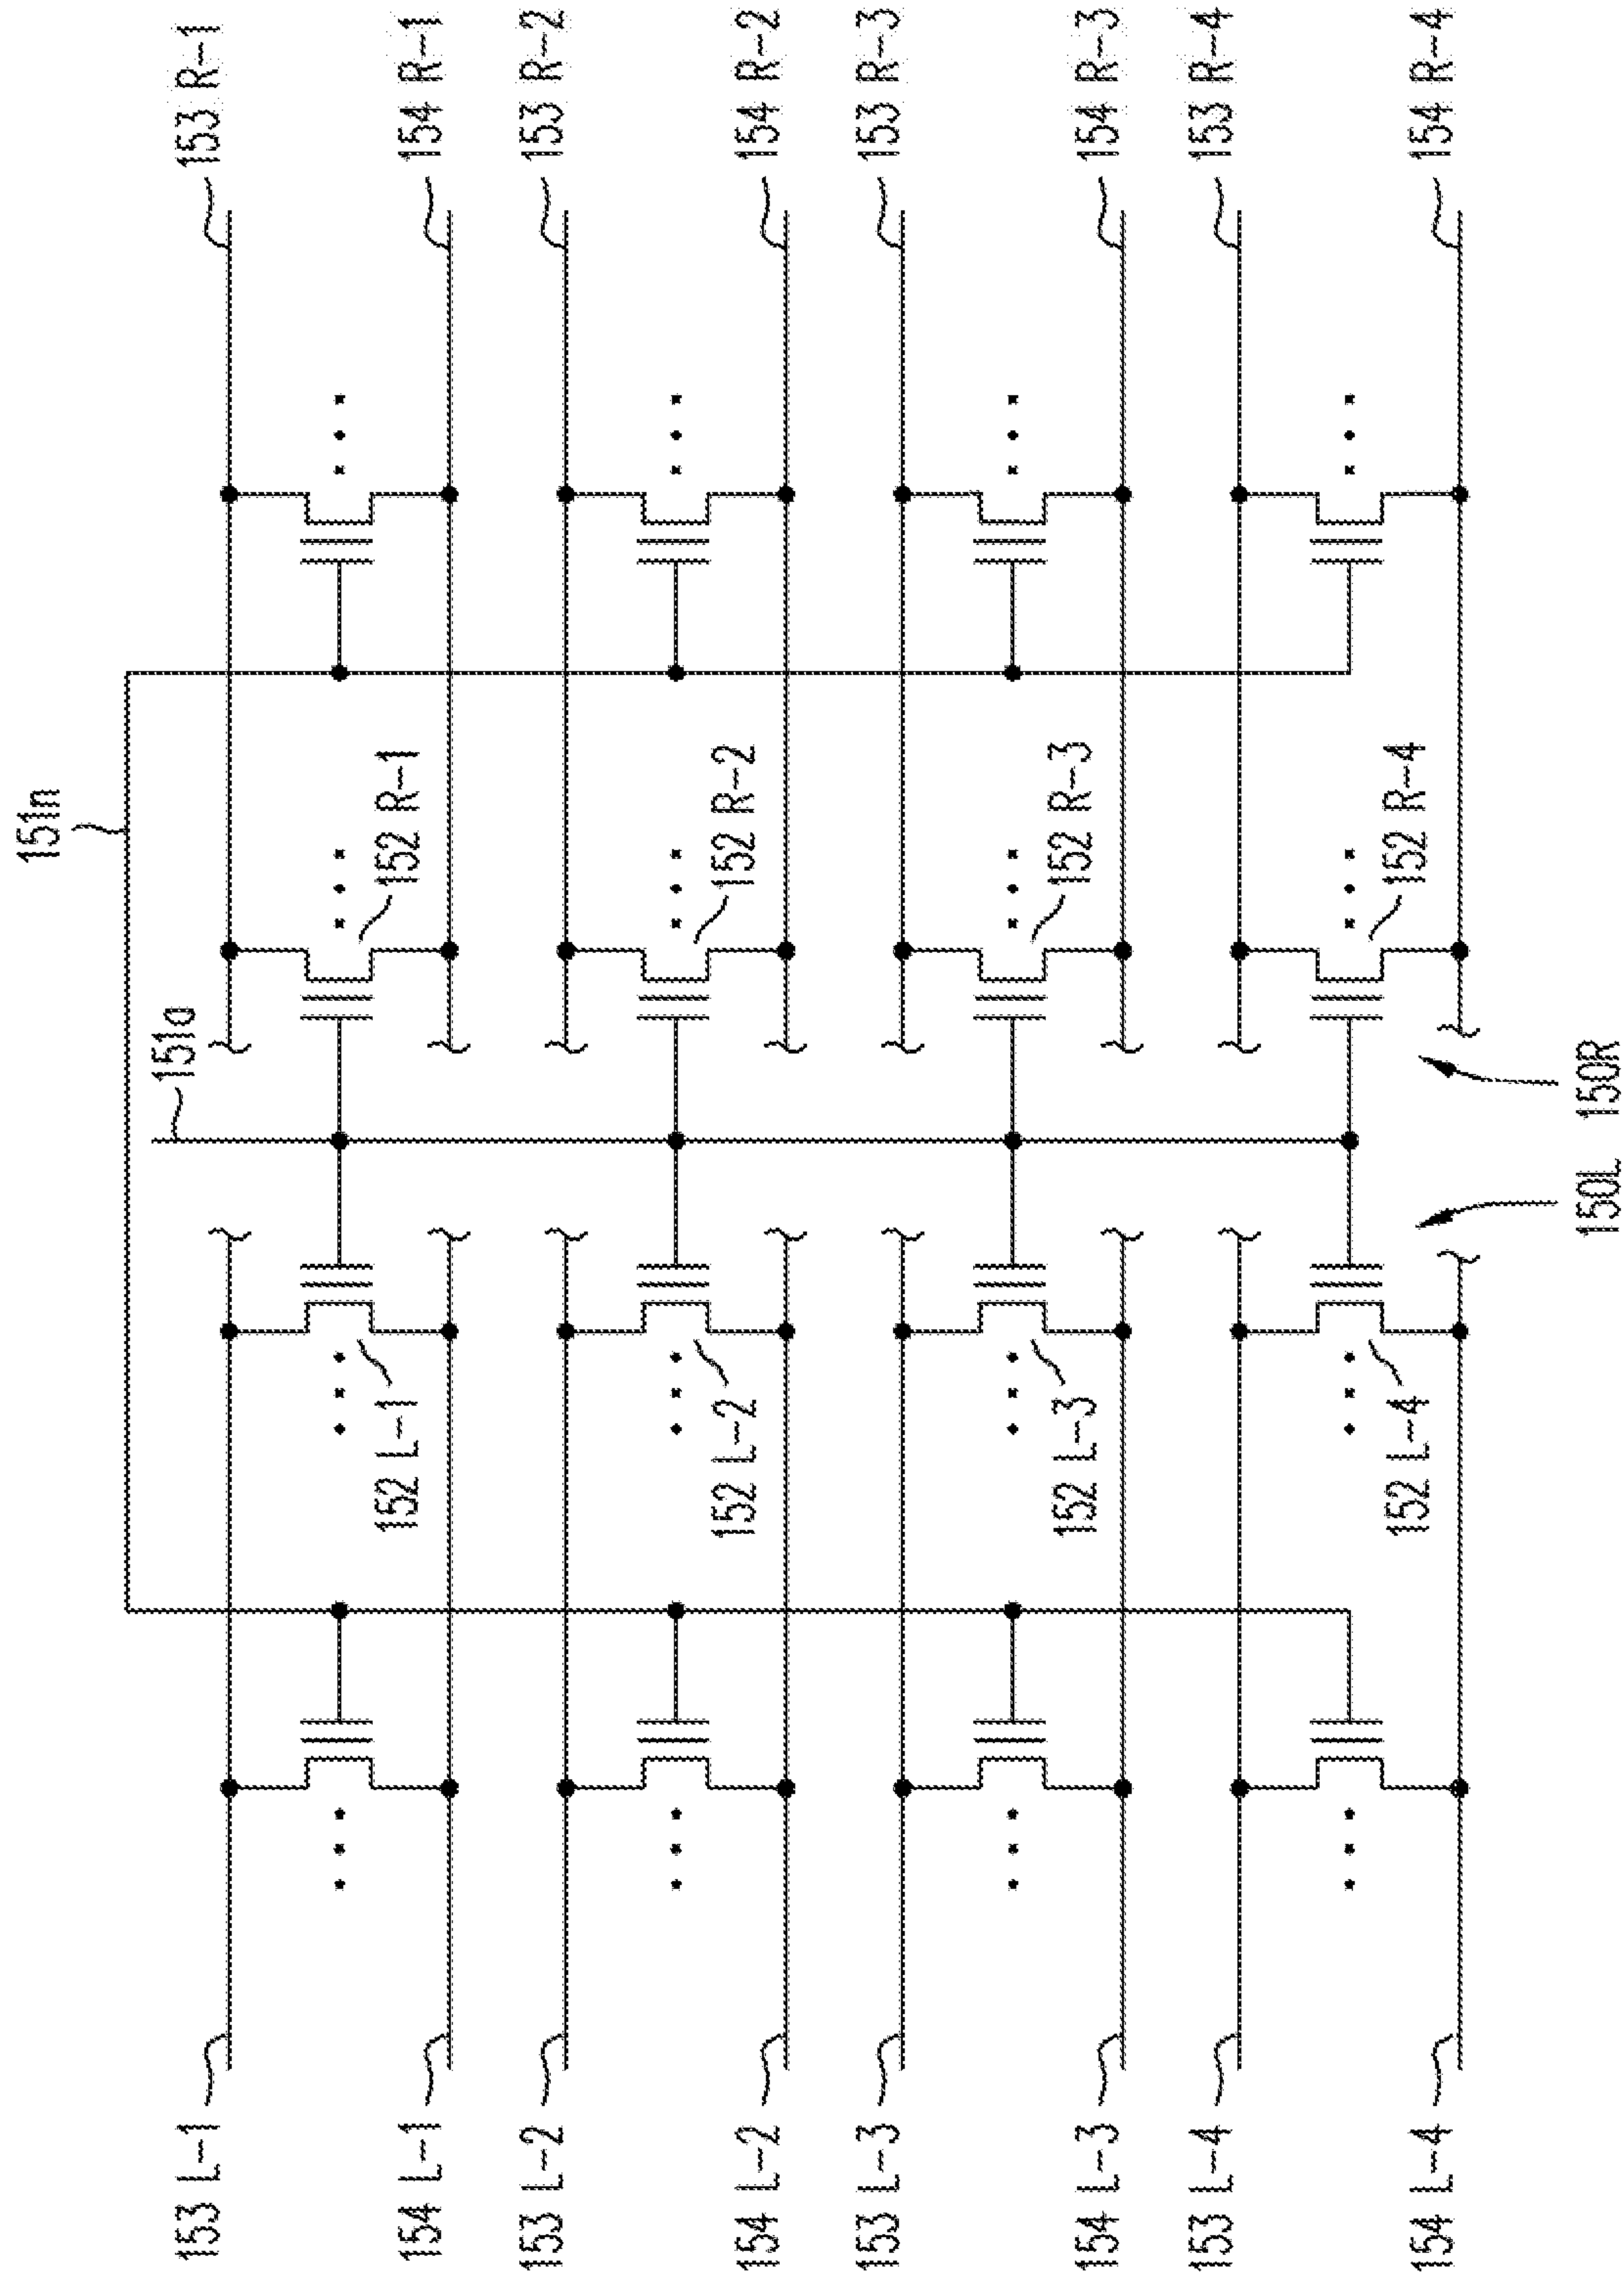 153 R-1
154 R-1
153 R-2
154 R-2
153 R-3
154 R-3
153 R-4
154 R-4
151n
152 R-1
152 R-2
152 R-3
152 R-4
151a
150R
150L
152 L-1
152 L-2
152 L-3
152 L-4
153 L-1
154 L-1
153 L-2
154 L-2
153 L-3
154 L-3
153 L-4
154 L-4